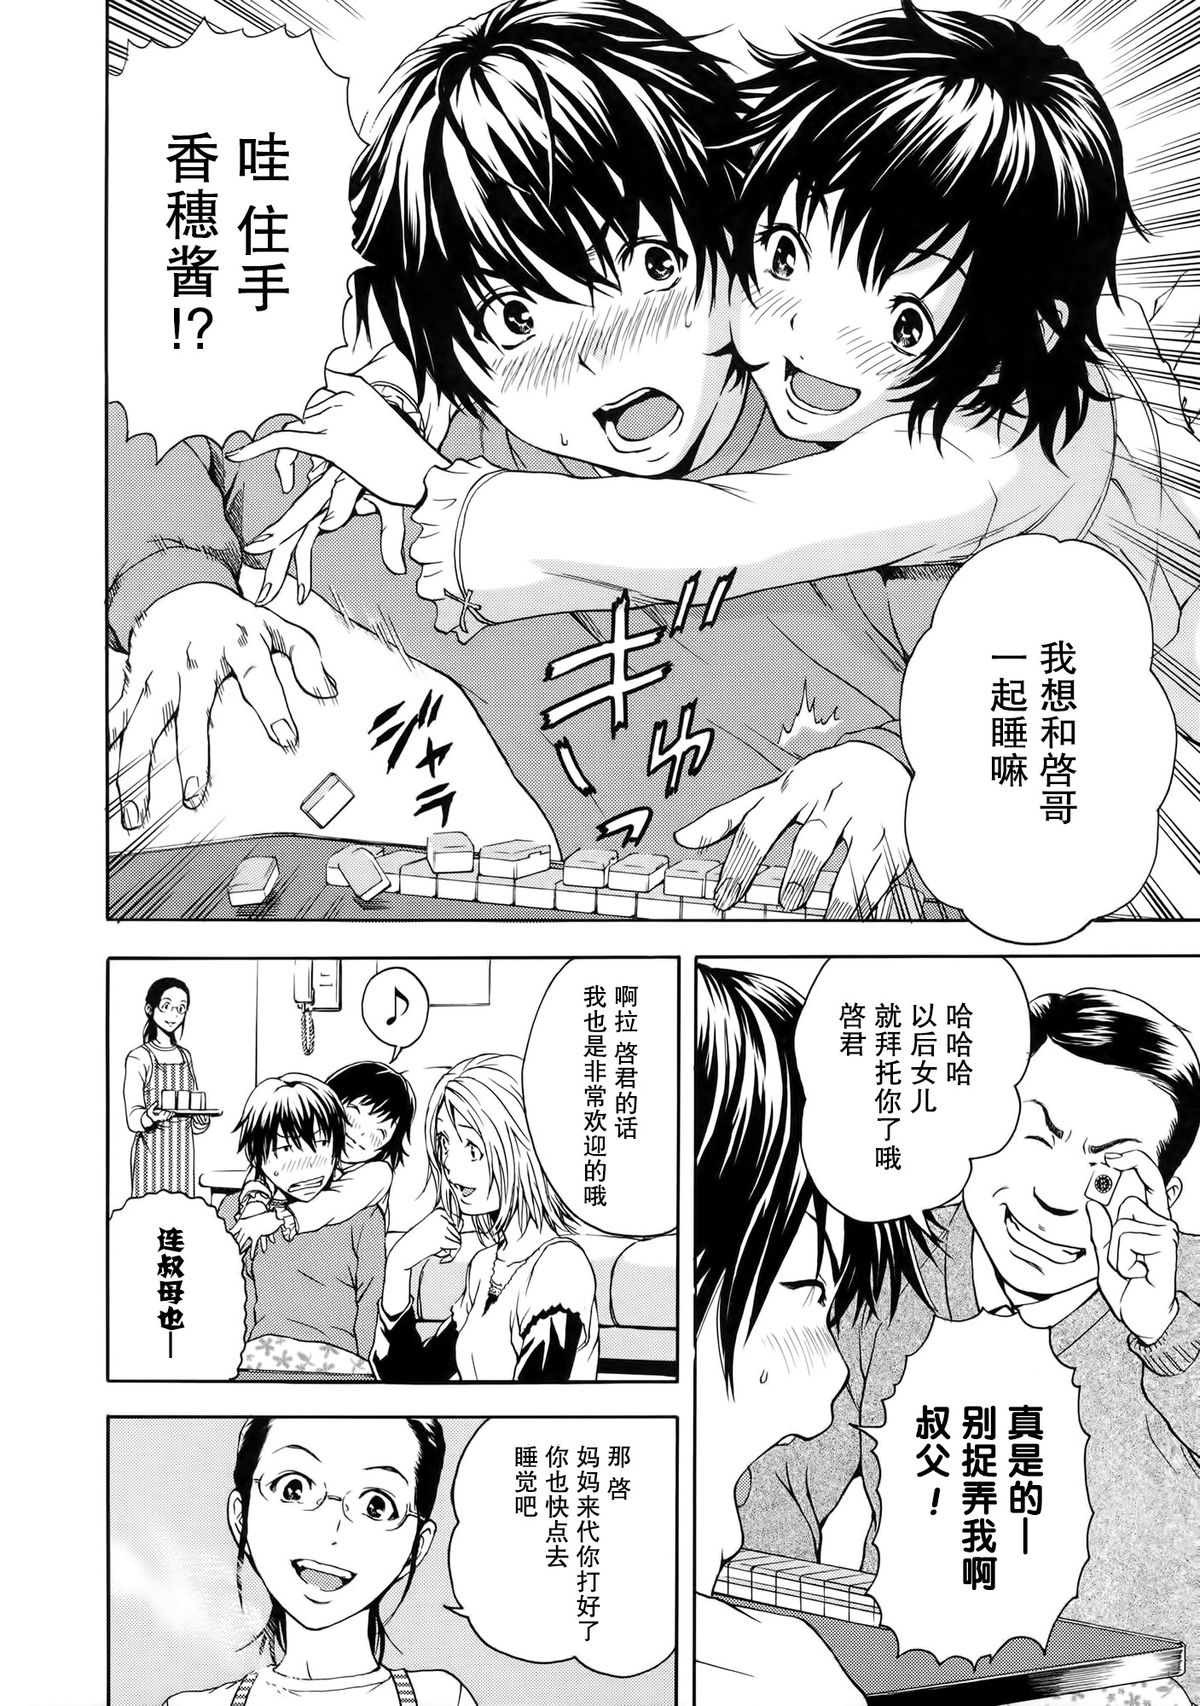 我想和啓哥
一起睡嘛
哇 住手
香穗酱
!?
ギゅっ
ジャラ
哈哈哈
以后女儿
就拜托你了哦
啓君
真是的—
别捉弄我啊
叔父！
啊拉 啓君的话
我也是非常欢迎的哦
♪
连叔母也—
那 啓
妈妈来代你打好了
你也快点去
睡觉吧